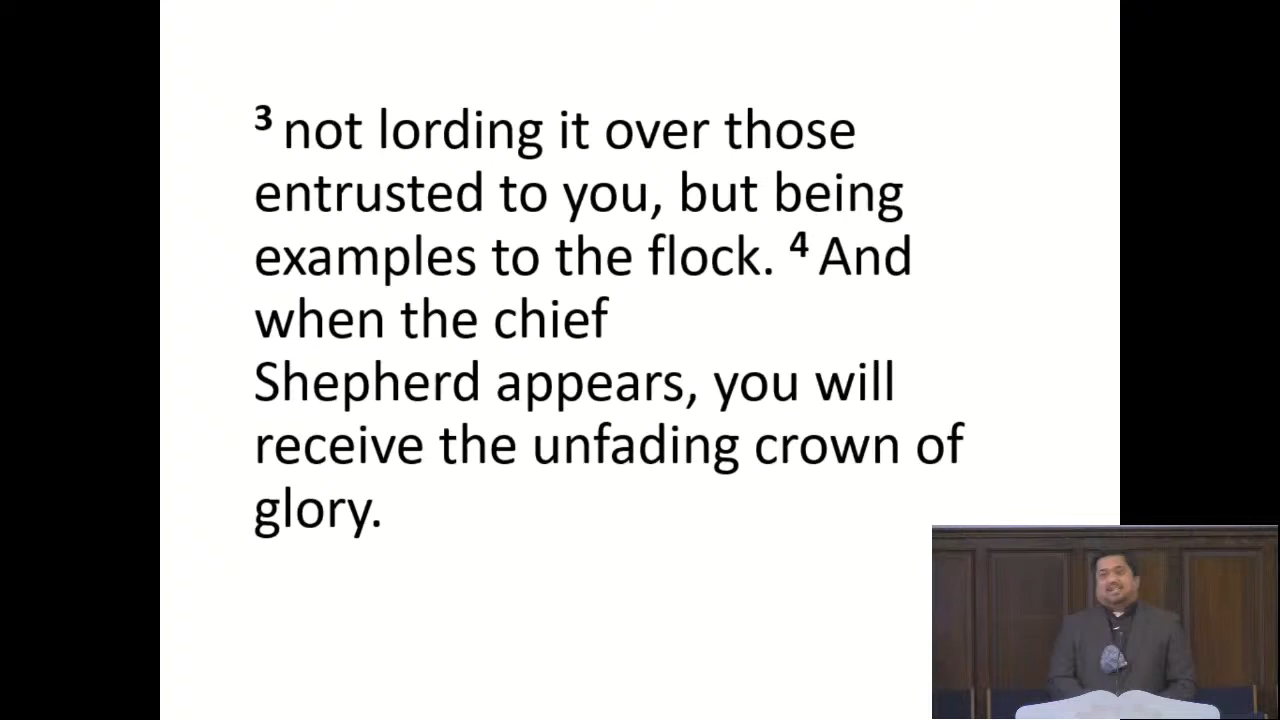 ³ not lording it over those
entrusted to you, but being
examples to the flock. ⁴ And
when the chief
Shepherd appears, you will
receive the unfading crown of
glory.